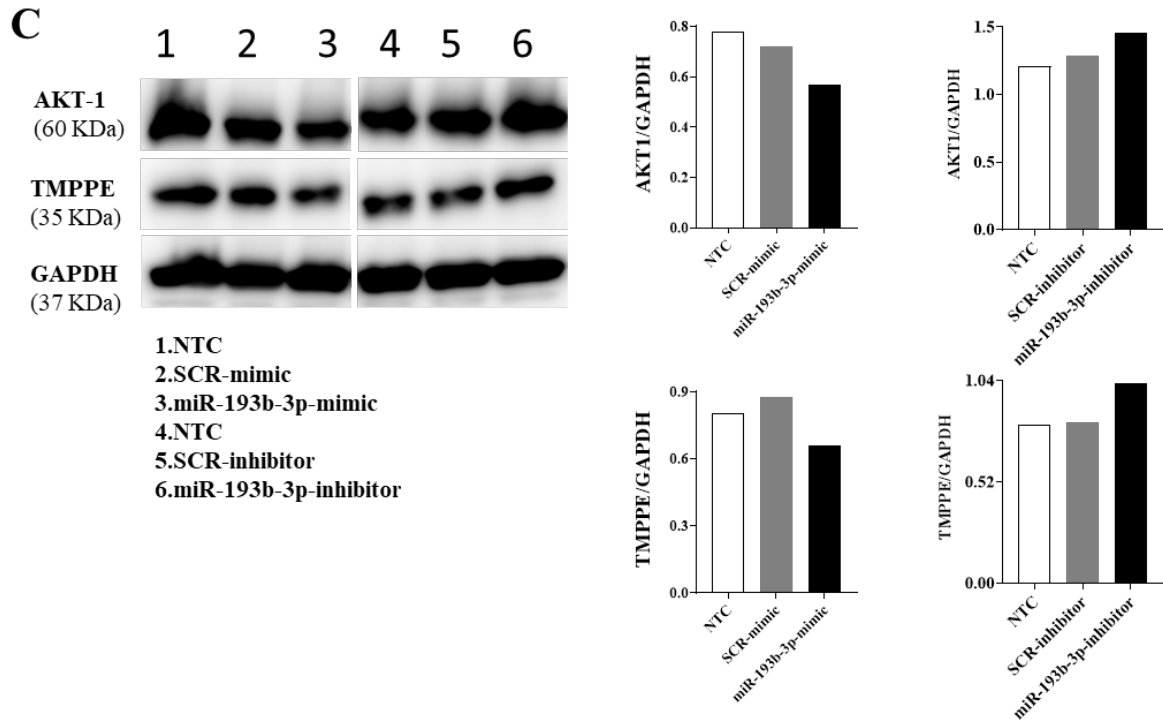 C
1 2 3 4 5 6
AKT-1
(60 KDa)
TMPPE
(35 KDa)
GAPDH
(37 KDa)
1.NTC
2.SCR-mimic
3.miR-193b-3p-mimic
4.NTC
5.SCR-inhibitor
6.miR-193b-3p-inhibitor
AKT1/GAPDH
0.8
0.6
0.4
0.2
0.0
NTC
SCR-mimic
miR-193b-3p-mimic
AKT1/GAPDH
1.5
1.0
1.5
0.0
NTC
SCR-inhibitor
miR-193b-3p-inhibitor
TMPPE/GAPDH
0.9
0.6
0.3
0.0
NTC
SCR-mimic
miR-193b-3p-mimic
TMPPE/GAPDH
1.04
0.52
0.00
NTC
SCR-inhibitor
miR-193b-3p-inhibitor